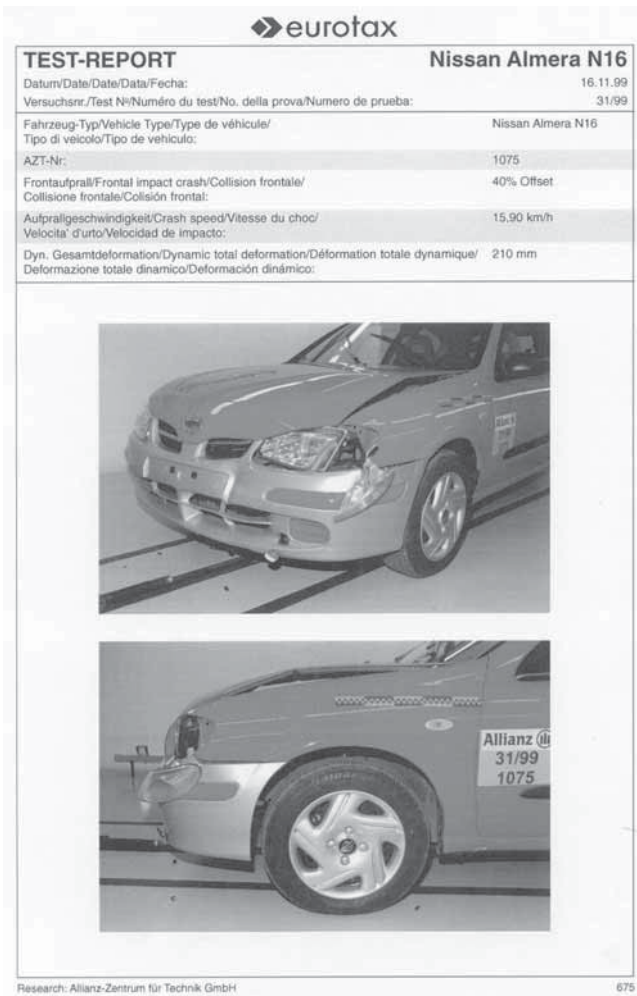 eurotax
TEST-REPORT Nissan Almera N16
Datum/Date/Date/Data/Fecha: 16.11.99
Versuchsnr./Test Nº/Numéro du test/No. della prova/Numero de prueba: 31/99
Fahrzeug-Typ/Vehicle Type/Type de véhicule/ Nissan Almera N16
Tipo di veicolo/Tipo de vehiculo:
AZT-Nr: 1075
Frontaufprall/Frontal impact crash/Collision frontale/ 40% Offset
Collisione frontale/Colisión frontal:
Aufprallgeschwindigkeit/Crash speed/Vitesse du choc/ 15,90 km/h
Velocita' d'urto/Velocidad de impacto:
Dyn. Gesamtdeformation/Dynamic total deformation/Déformation totale dynamique/ 210 mm
Deformazione totale dinamico/Deformación dinámico:
Allianz
31/99
1075
Research: Allianz-Zentrum für Technik GmbH 675